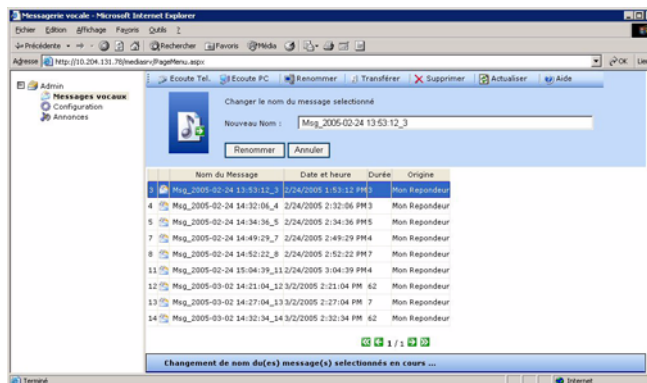 Messagerie vocale - Microsoft Internet Explorer
Fichier Edition Affichage Favoris Outils ?
Précédente Rechercher Favoris Média
Adresse http://10.204.131.76/mediasrv/PageMenu.aspx OK Lie
Ecoute Tel. Ecoute PC Renommer Transférer Supprimer Actualiser Aide
Admin
Messages vocaux
Configuration
Annonces
Changer le nom du message selectionné
Nouveau Nom : Msg_2005-02-24 13:53:12_3
Renommer Annuler
Nom du Message Date et heure Durée Origine
3 Msg_2005-02-24 13:53:12_3 2/24/2005 1:53:12 PM 3 Mon Repondeur
4 Msg_2005-02-24 14:32:06_4 2/24/2005 2:32:06 PM 3 Mon Repondeur
5 Msg_2005-02-24 14:34:36_5 2/24/2005 2:34:36 PM 5 Mon Repondeur
7 Msg_2005-02-24 14:49:29_7 2/24/2005 2:49:29 PM 4 Mon Repondeur
8 Msg_2005-02-24 14:52:22_8 2/24/2005 2:52:22 PM 7 Mon Repondeur
11 Msg_2005-02-24 15:04:39_11 2/24/2005 3:04:39 PM 4 Mon Repondeur
12 Msg_2005-03-02 14:21:04_12 3/2/2005 2:21:04 PM 62 Mon Repondeur
13 Msg_2005-03-02 14:27:04_13 3/2/2005 2:27:04 PM 7 Mon Repondeur
14 Msg_2005-03-02 14:32:34_14 3/2/2005 2:32:34 PM 62 Mon Repondeur
1 / 1
Changement de nom du(es) message(s) selectionnés en cours ...
Terminé Internet